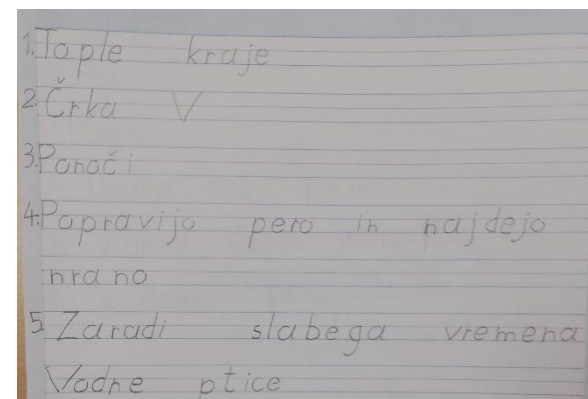 1. Tople kraje
2. Črka V
3. Ponoči
4. Popravijo pero in najdejo
hrano
5. Zaradi slabega vremena
Vodne ptice